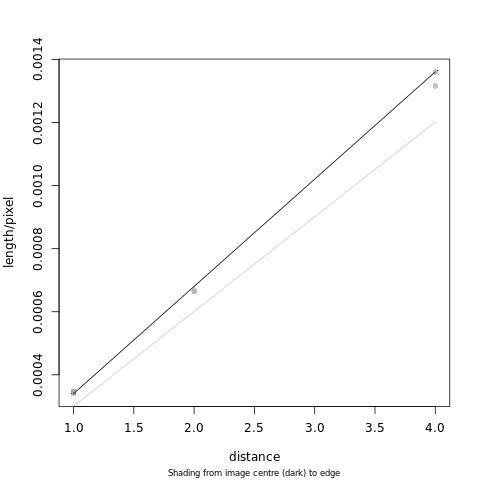 0.0014
0.0012
0.0010
0.0008
0.0006
0.0004
length/pixel
1.0 1.5 2.0 2.5 3.0 3.5 4.0
distance
Shading from image centre (dark) to edge